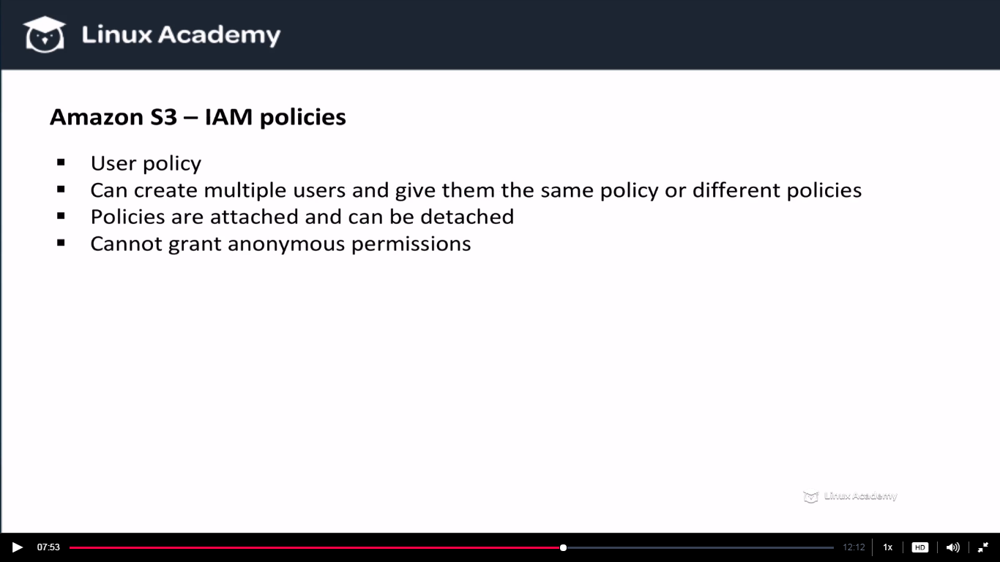 Linux Academy
Amazon S3 – IAM policies
▪ User policy
▪ Can create multiple users and give them the same policy or different policies
▪ Policies are attached and can be detached
▪ Cannot grant anonymous permissions
Linux Academy
07:53 12:12 1x HD